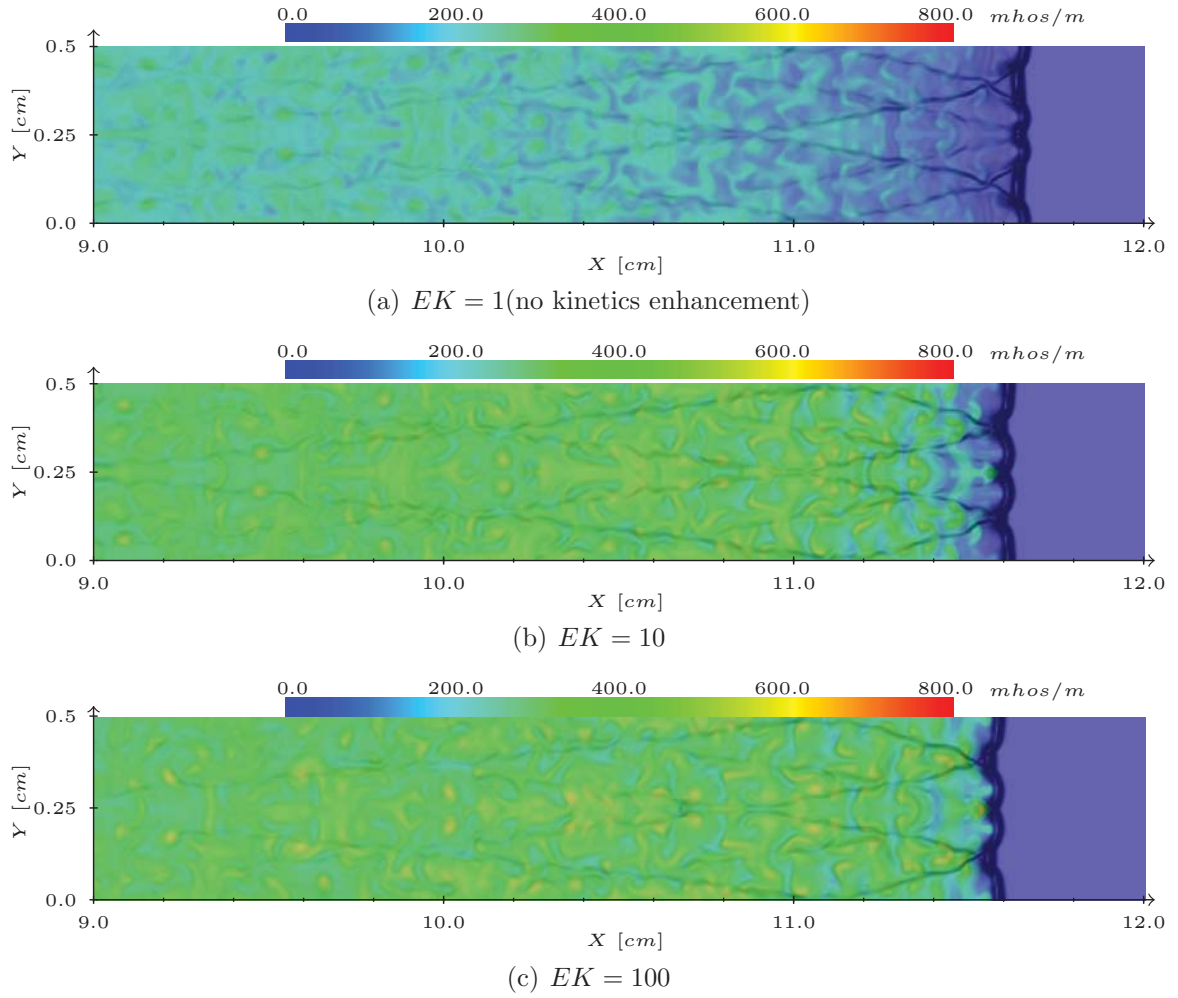 0.0 200.0 400.0 600.0 800.0 mhos/m
0.5
0.25
0.0
Y [cm]
9.0 10.0 11.0 12.0
X [cm]
(a) EK = 1(no kinetics enhancement)
0.0 200.0 400.0 600.0 800.0 mhos/m
0.5
0.25
0.0
Y [cm]
9.0 10.0 11.0 12.0
X [cm]
(b) EK = 10
0.0 200.0 400.0 600.0 800.0 mhos/m
0.5
0.25
0.0
Y [cm]
9.0 10.0 11.0 12.0
X [cm]
(c) EK = 100